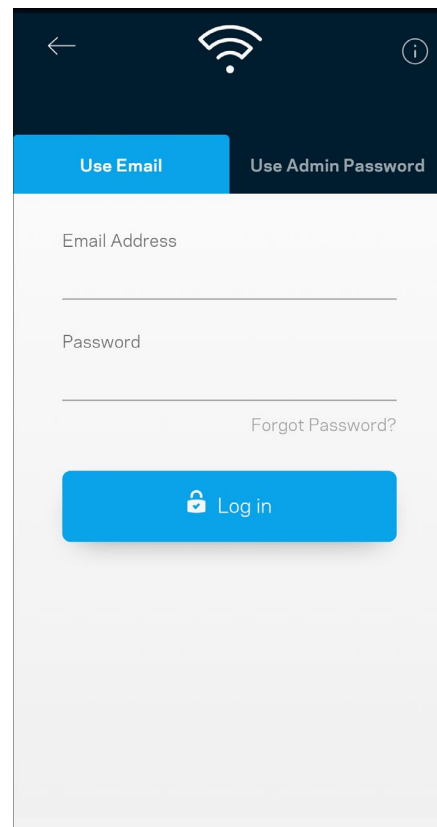 Use Email
Use Admin Password
Email Address
Password
Forgot Password?
Log in